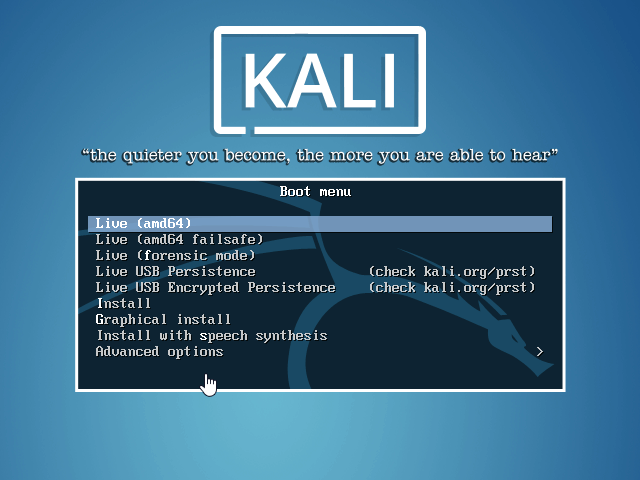 KALI
“the quieter you become, the more you are able to hear”
Boot menu
Live (amd64)
Live (amd64 failsafe)
Live (forensic mode)
Live USB Persistence (check kali.org/prst)
Live USB Encrypted Persistence (check kali.org/prst)
Install
Graphical install
Install with speech synthesis
Advanced options >